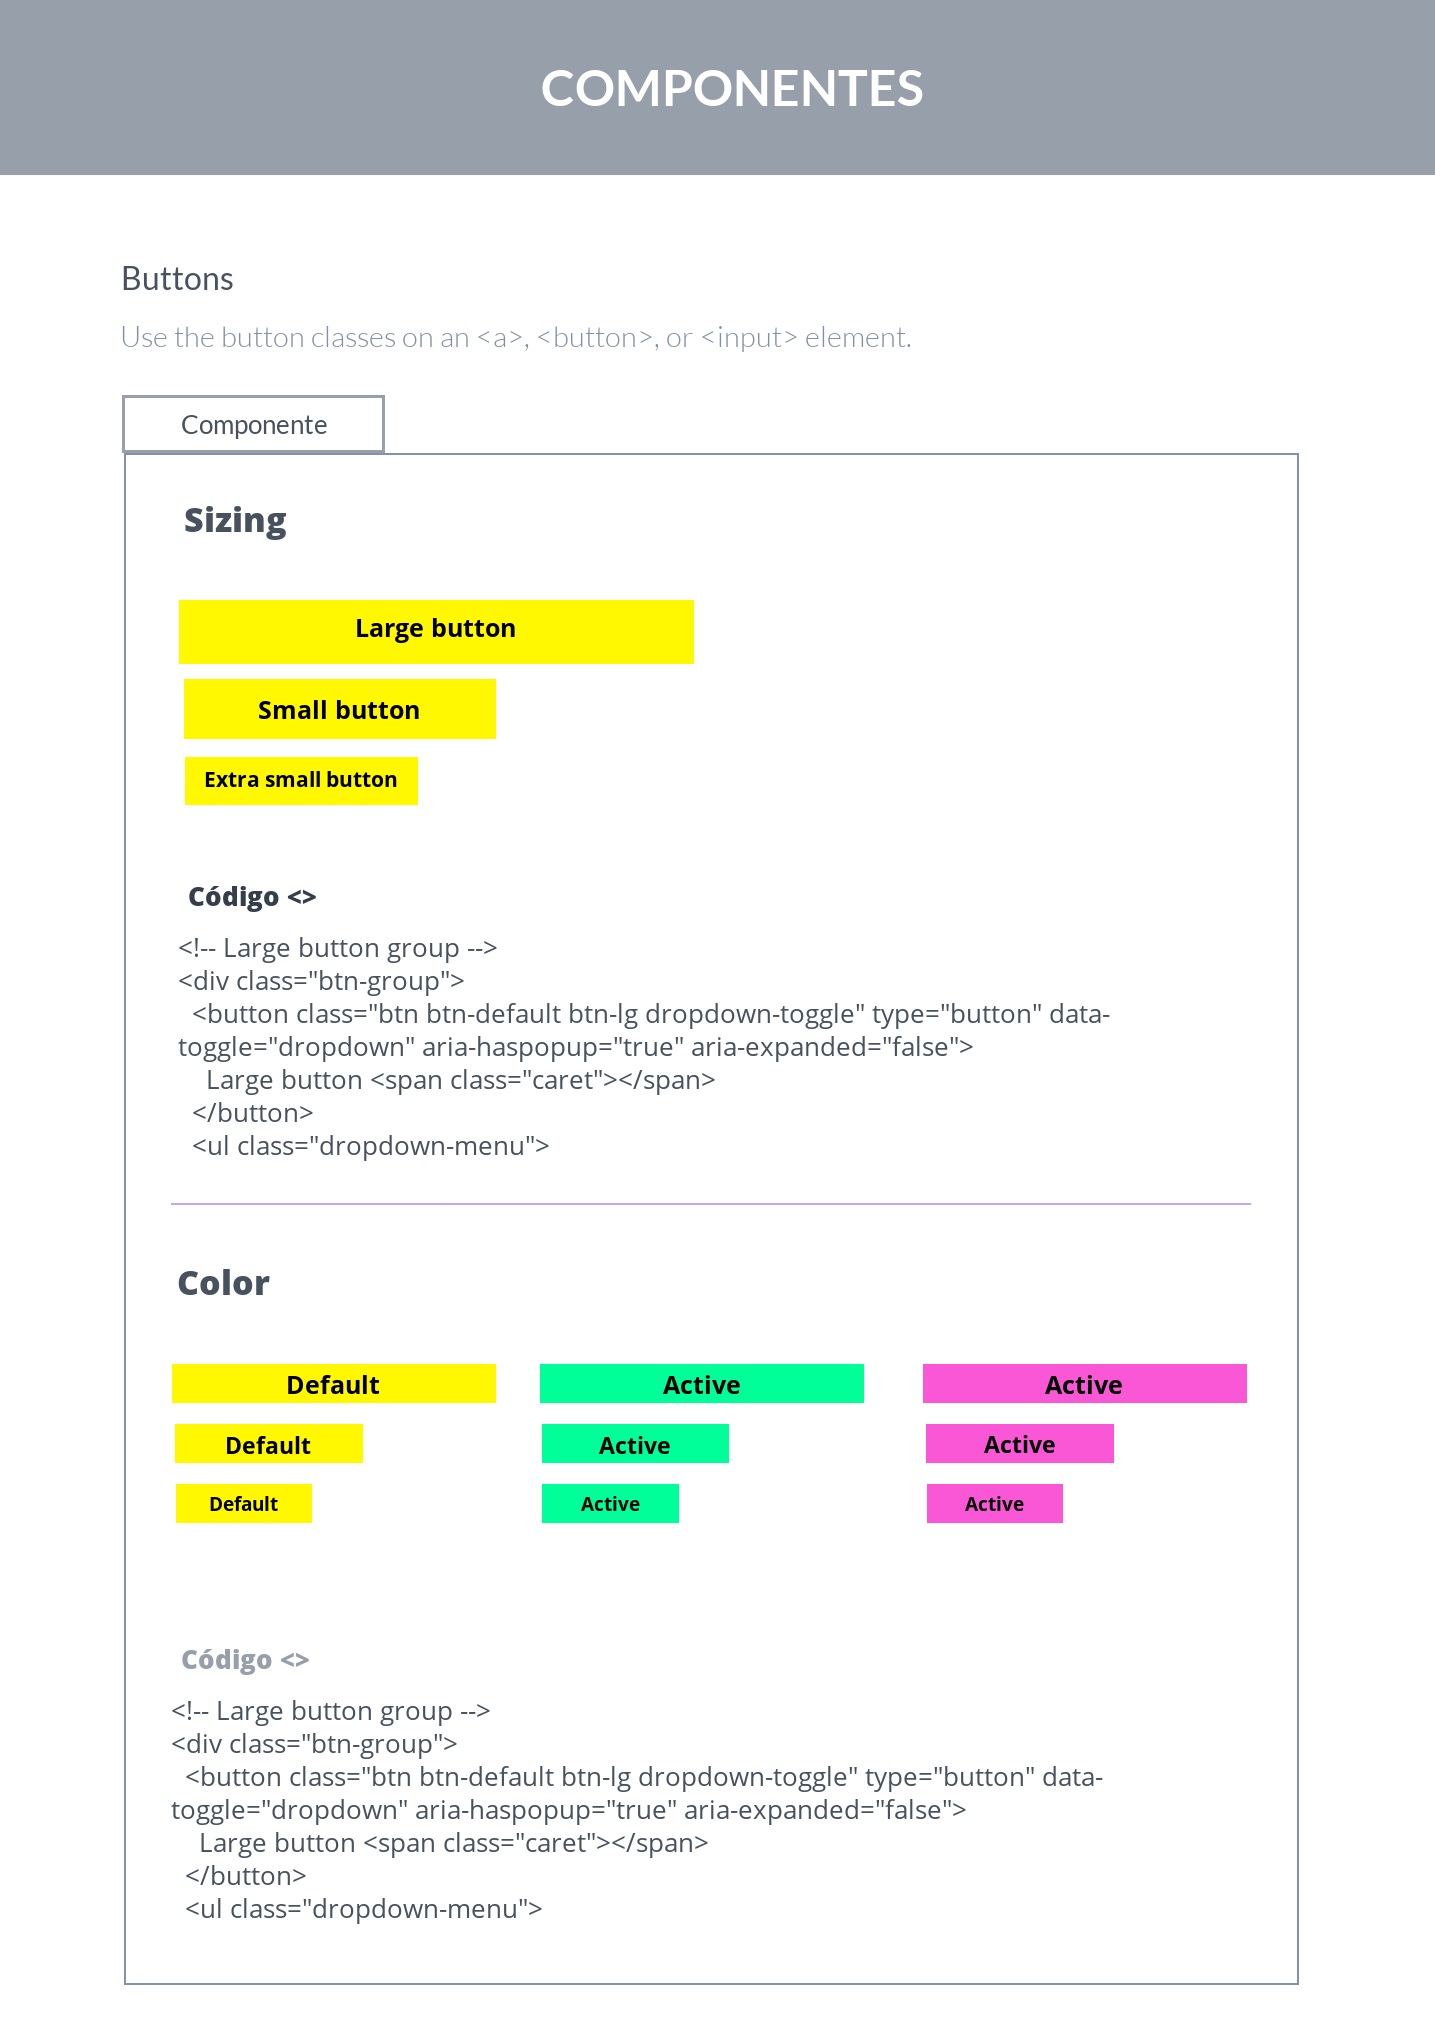 COMPONENTES
Buttons
Use the button classes on an <a>, <button>, or <input> element.
Componente
Sizing
Large button
Small button
Extra small button
Código <>
<!-- Large button group -->
<div class="btn-group">
  <button class="btn btn-default btn-lg dropdown-toggle" type="button" data-
toggle="dropdown" aria-haspopup="true" aria-expanded="false">
    Large button <span class="caret"></span>
  </button>
  <ul class="dropdown-menu">
Color
Default Active Active
Default Active Active
Default Active Active
Código <>
<!-- Large button group -->
<div class="btn-group">
  <button class="btn btn-default btn-lg dropdown-toggle" type="button" data-
toggle="dropdown" aria-haspopup="true" aria-expanded="false">
    Large button <span class="caret"></span>
  </button>
  <ul class="dropdown-menu">